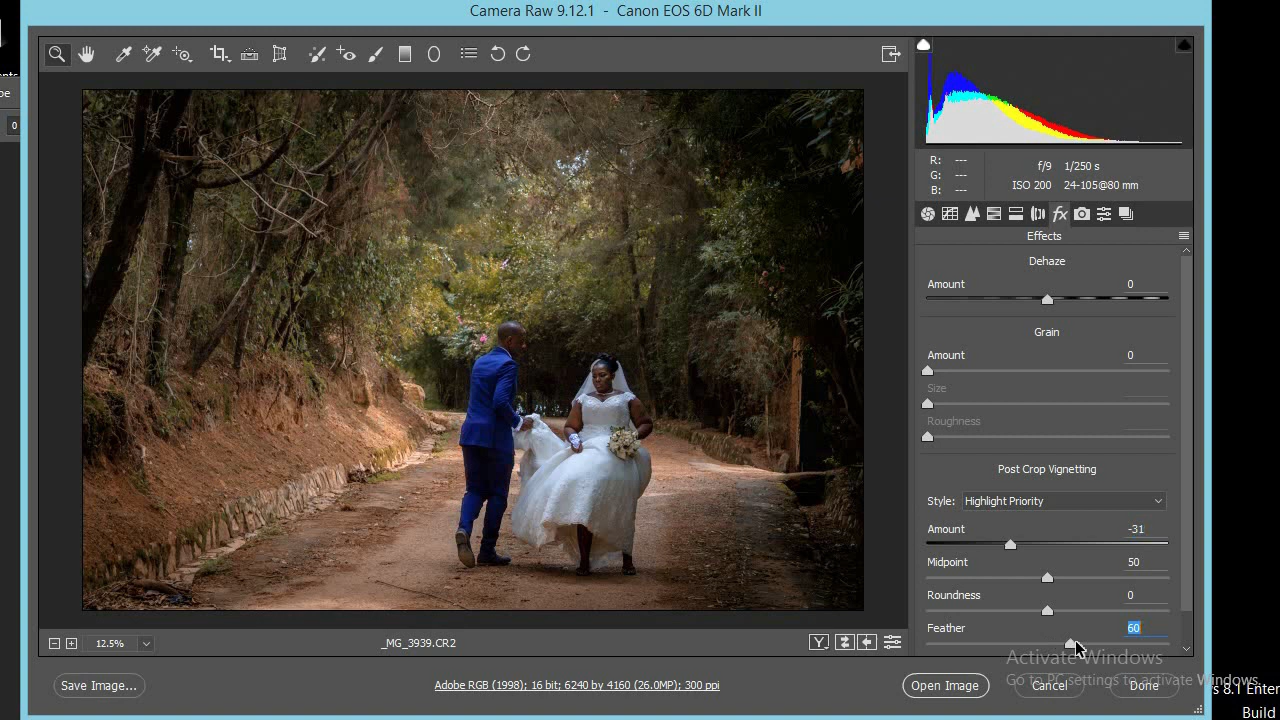 Camera Raw 9.12.1 - Canon EOS 6D Mark II
R: ---
G: ---
B: ---
f/9 1/250 s
ISO 200 24-105@80 mm
fx
Effects
Dehaze
Amount 0
Grain
Amount 0
Size
Roughness
Post Crop Vignetting
Style: Highlight Priority
Amount -31
Midpoint 50
Roundness 0
Feather 60
12.5%
_MG_3939.CR2
Y
Activate Windows
Go to PC settings to activate Windows.
Save Image...
Adobe RGB (1998); 16 bit; 6240 by 4160 (26.0MP); 300 ppi
Open Image
Cancel
Done
0
Build